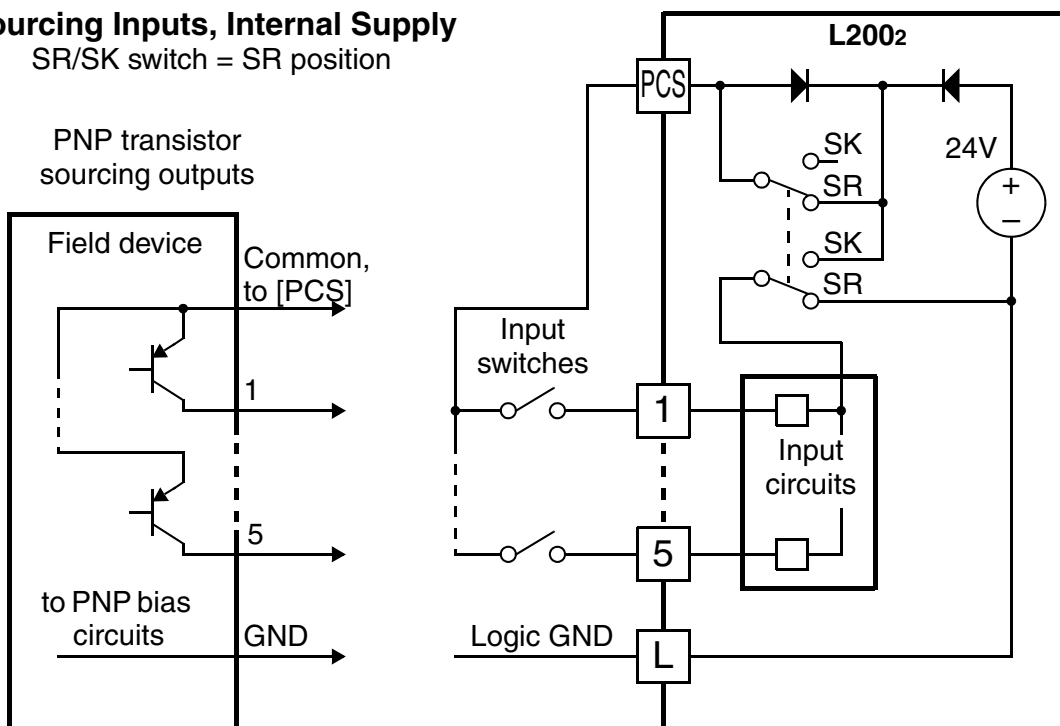 ourcing Inputs, Internal Supply
SR/SK switch = SR position
L2002
PCS
PNP transistor
sourcing outputs
SK
24V
SR
+
–
Field device
Common,
to [PCS]
SK
SR
Input
switches
1
1
Input
circuits
5
5
to PNP bias
circuits
GND
Logic GND
L